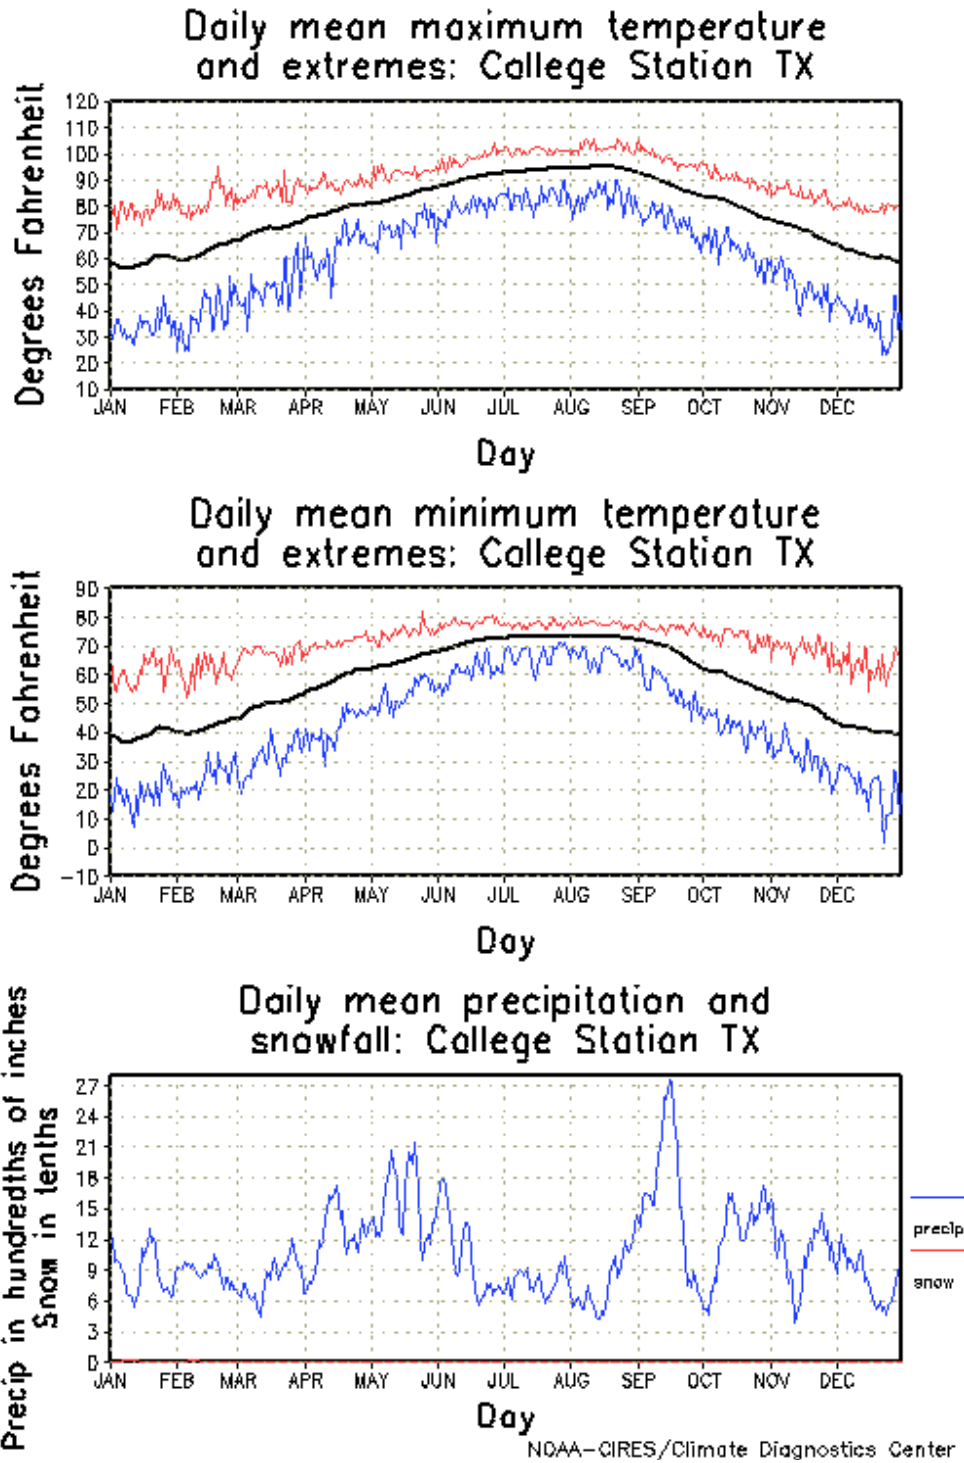 Daily mean maximum temperature
and extremes: College Station TX
Degrees Fahrenheit
120
110
100
90
80
70
60
50
40
30
20
10
JAN FEB MAR APR MAY JUN JUL AUG SEP OCT NOV DEC
Day
Daily mean minimum temperature
and extremes: College Station TX
Degrees Fahrenheit
90
80
70
60
50
40
30
20
10
0
-10
JAN FEB MAR APR MAY JUN JUL AUG SEP OCT NOV DEC
Day
Daily mean precipitation and
snowfall: College Station TX
Precip in hundredths of inches
Snow in tenths
27
24
21
18
15
12
9
6
3
0
JAN FEB MAR APR MAY JUN JUL AUG SEP OCT NOV DEC
Day
precip
snow
NOAA-CIRES/Climate Diagnostics Center